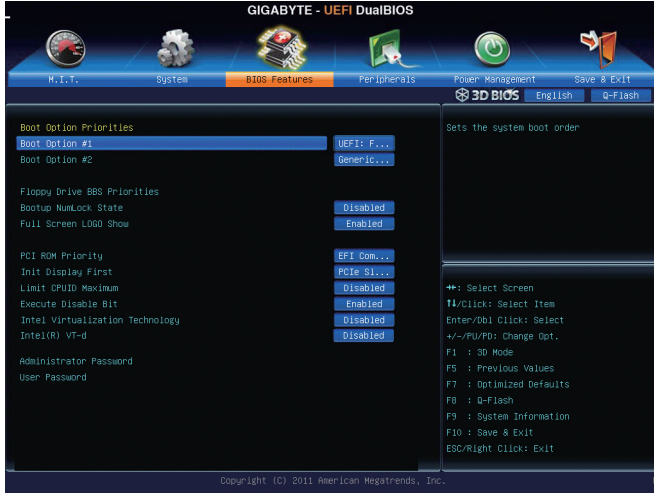 GIGABYTE - UEFI DualBIOS
M.I.T.
System
BIOS Features
Peripherals
Power Management
Save & Exit
3D BIOS
English
Q-Flash
Boot Option Priorities
Boot Option #1 UEFI: F...
Boot Option #2 Generic...
Floppy Drive BBS Priorities
Bootup NumLock State Disabled
Full Screen LOGO Show Enabled
PCI ROM Priority EFI Com...
Init Display First PCIe Sl...
Limit CPUID Maximum Disabled
Execute Disable Bit Enabled
Intel Virtualization Technology Disabled
Intel(R) VT-d Disabled
Administrator Password
User Password
Sets the system boot order
→←: Select Screen
↑↓/Click: Select Item
Enter/Dbl Click: Select
+/-/PU/PD: Change Opt.
F1 : 3D Mode
F5 : Previous Values
F7 : Optimized Defaults
F8 : Q-Flash
F9 : System Information
F10 : Save & Exit
ESC/Right Click: Exit
Copyright (C) 2011 American Megatrends, Inc.